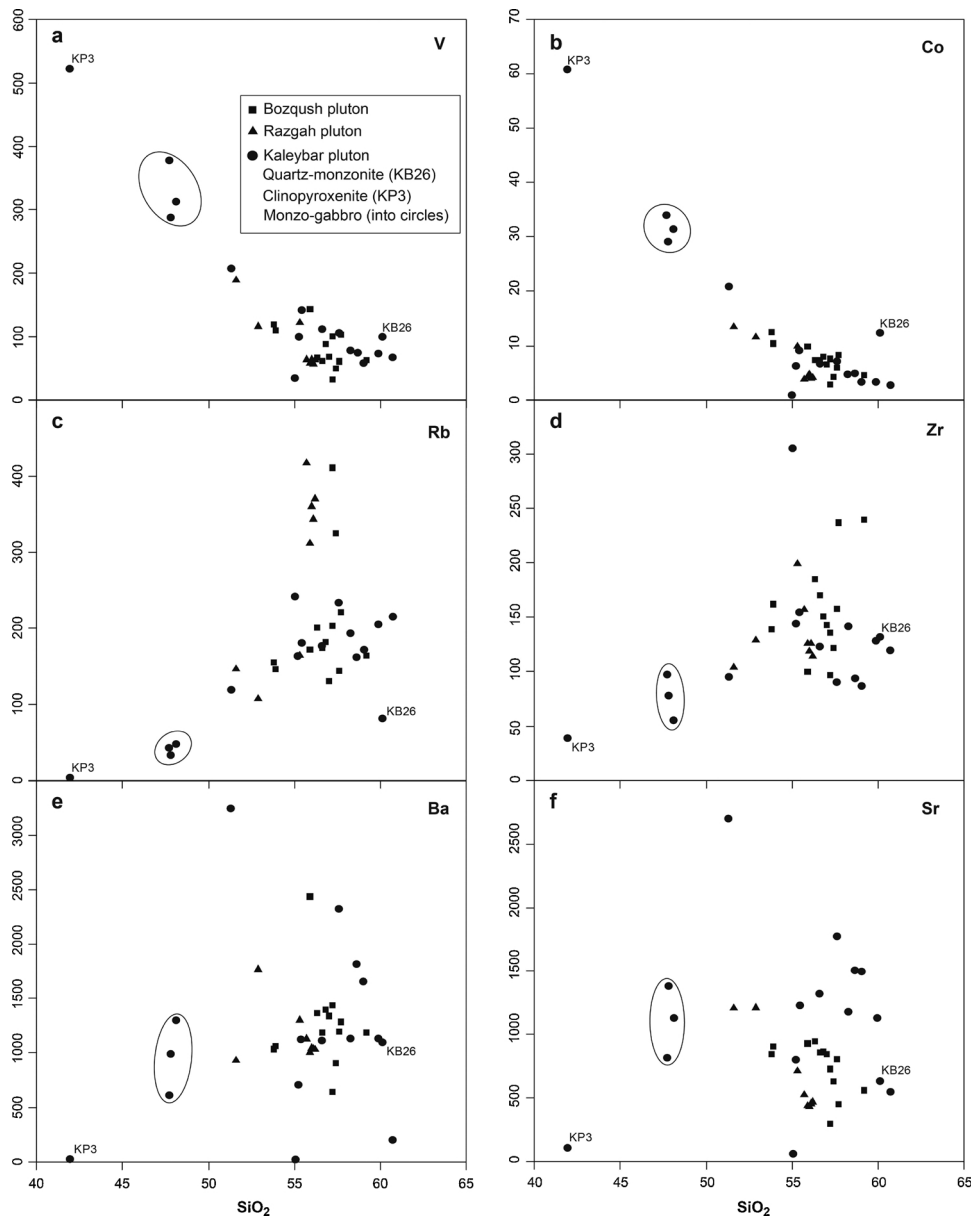 a
V
600
500
400
300
200
100
0
KP3
KB26
Bozqush pluton
Razgah pluton
Kaleybar pluton
Quartz-monzonite (KB26)
Clinopyroxenite (KP3)
Monzo-gabbro (into circles)
b
Co
70
60
50
40
30
20
10
0
KP3
KB26
c
Rb
400
300
200
100
0
KP3
KB26
d
Zr
300
250
200
150
100
50
0
KP3
KB26
e
Ba
3000
2500
2000
1500
1000
500
0
KP3
KB26
40 45 50 55 60 65
SiO2
f
Sr
2500
2000
1500
1000
500
0
KP3
KB26
40 45 50 55 60 65
SiO2